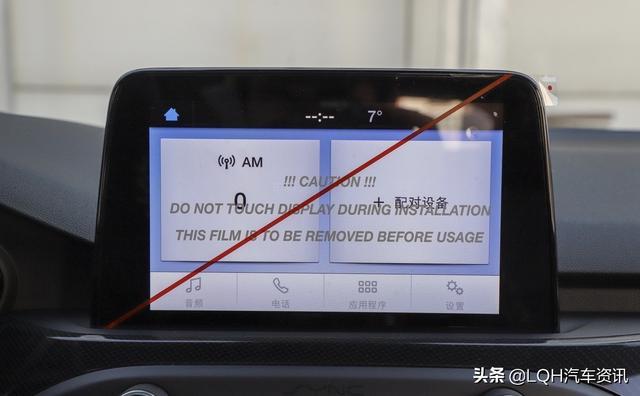 --:-- 7°
AM
0
+ 配对设备
!!! CAUTION !!!
DO NOT TOUCH DISPLAY DURING INSTALLATION
THIS FILM IS TO BE REMOVED BEFORE USAGE
音频 电话 应用程序 设置
头条 @LQH汽车资讯